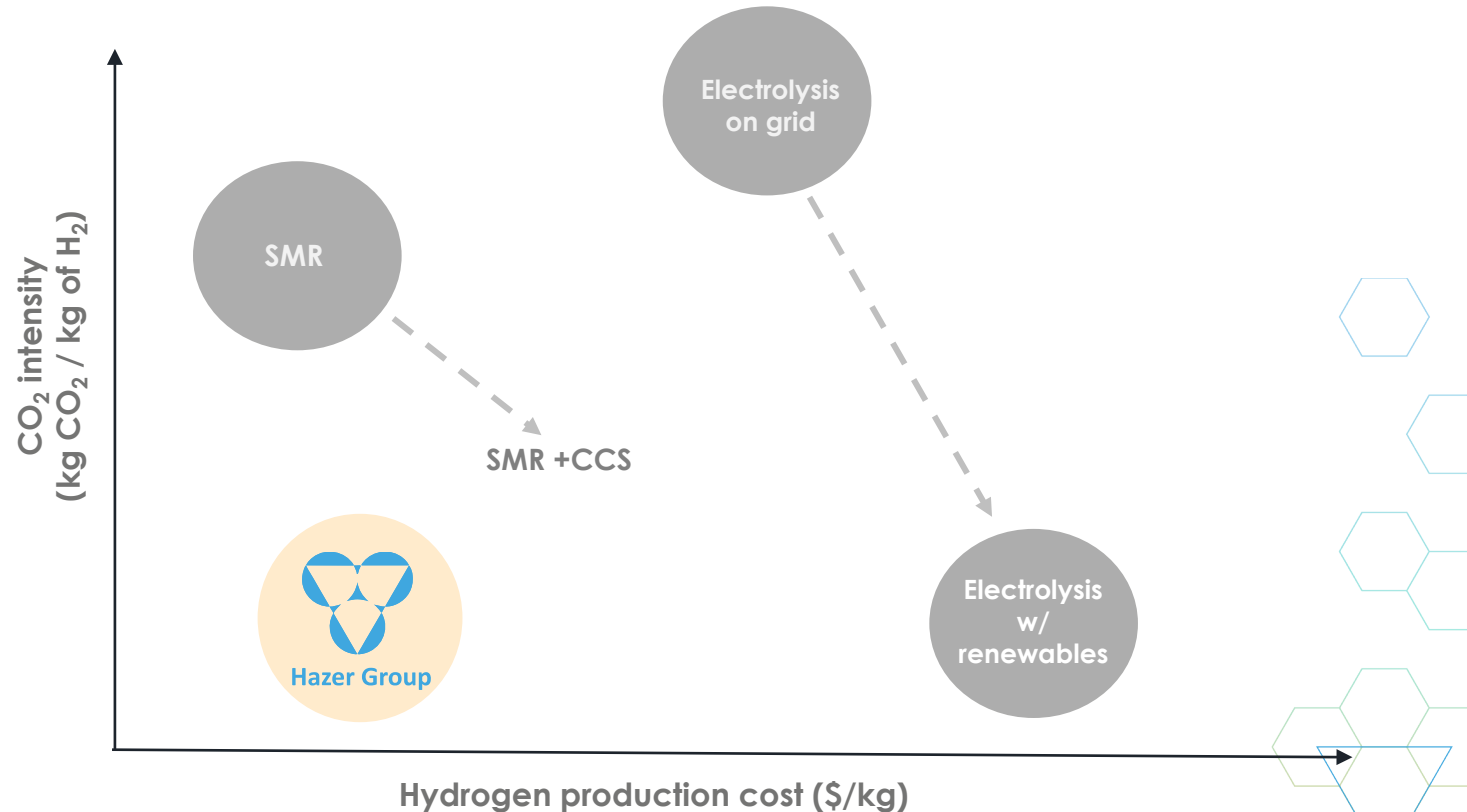 Electrolysis
on grid
SMR
CO₂ intensity
(kg CO₂ / kg of H₂)
SMR +CCS
Electrolysis
w/
renewables
Hazer Group
Hydrogen production cost ($/kg)